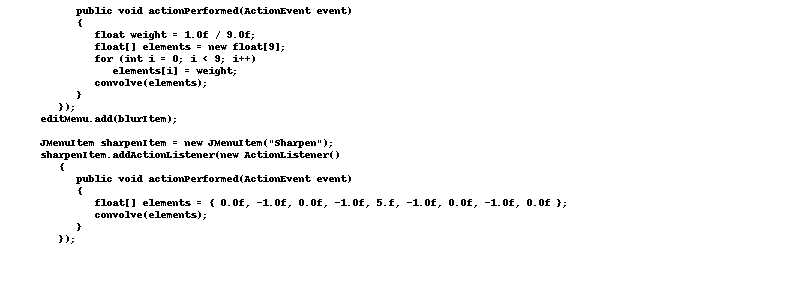 public void actionPerformed(ActionEvent event)
{
float weight = 1.0f / 9.0f;
float[] elements = new float[9];
for (int i = 0; i < 9; i++)
elements[i] = weight;
convolve(elements);
}
});
editMenu.add(blurItem);
JMenuItem sharpenItem = new JMenuItem("Sharpen");
sharpenItem.addActionListener(new ActionListener()
{
public void actionPerformed(ActionEvent event)
{
float[] elements = { 0.0f, -1.0f, 0.0f, -1.0f, 5.f, -1.0f, 0.0f, -1.0f, 0.0f };
convolve(elements);
}
});